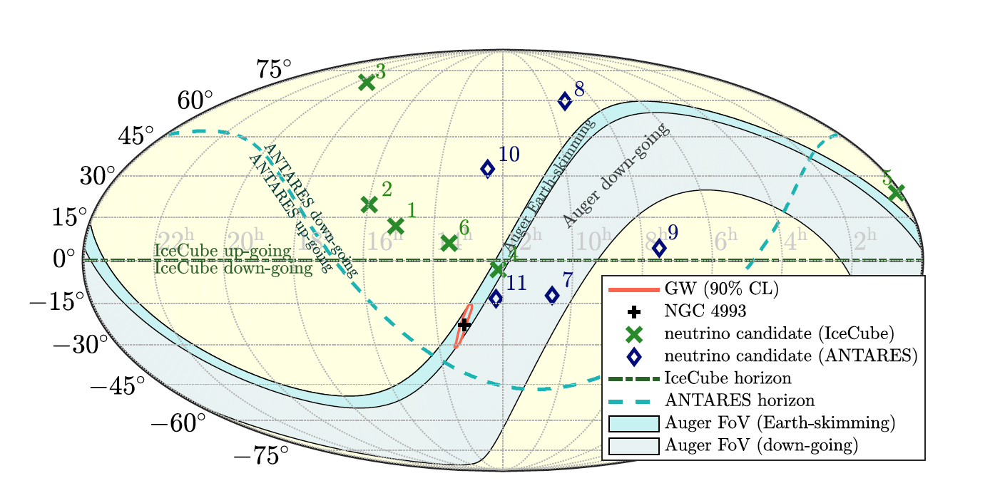 75°
60°
45°
30°
15°
0°
−15°
−30°
−45°
−60°
−75°
3
8
10
2
1
6
5
4
9
11
7
22h
20h
18h
16h
14h
12h
10h
8h
6h
4h
2h
ANTARES down-going
ANTARES up-going
Auger Earth-skimming
Auger down-going
IceCube up-going
IceCube down-going
GW (90% CL)
NGC 4993
neutrino candidate (IceCube)
neutrino candidate (ANTARES)
IceCube horizon
ANTARES horizon
Auger FoV (Earth-skimming)
Auger FoV (down-going)